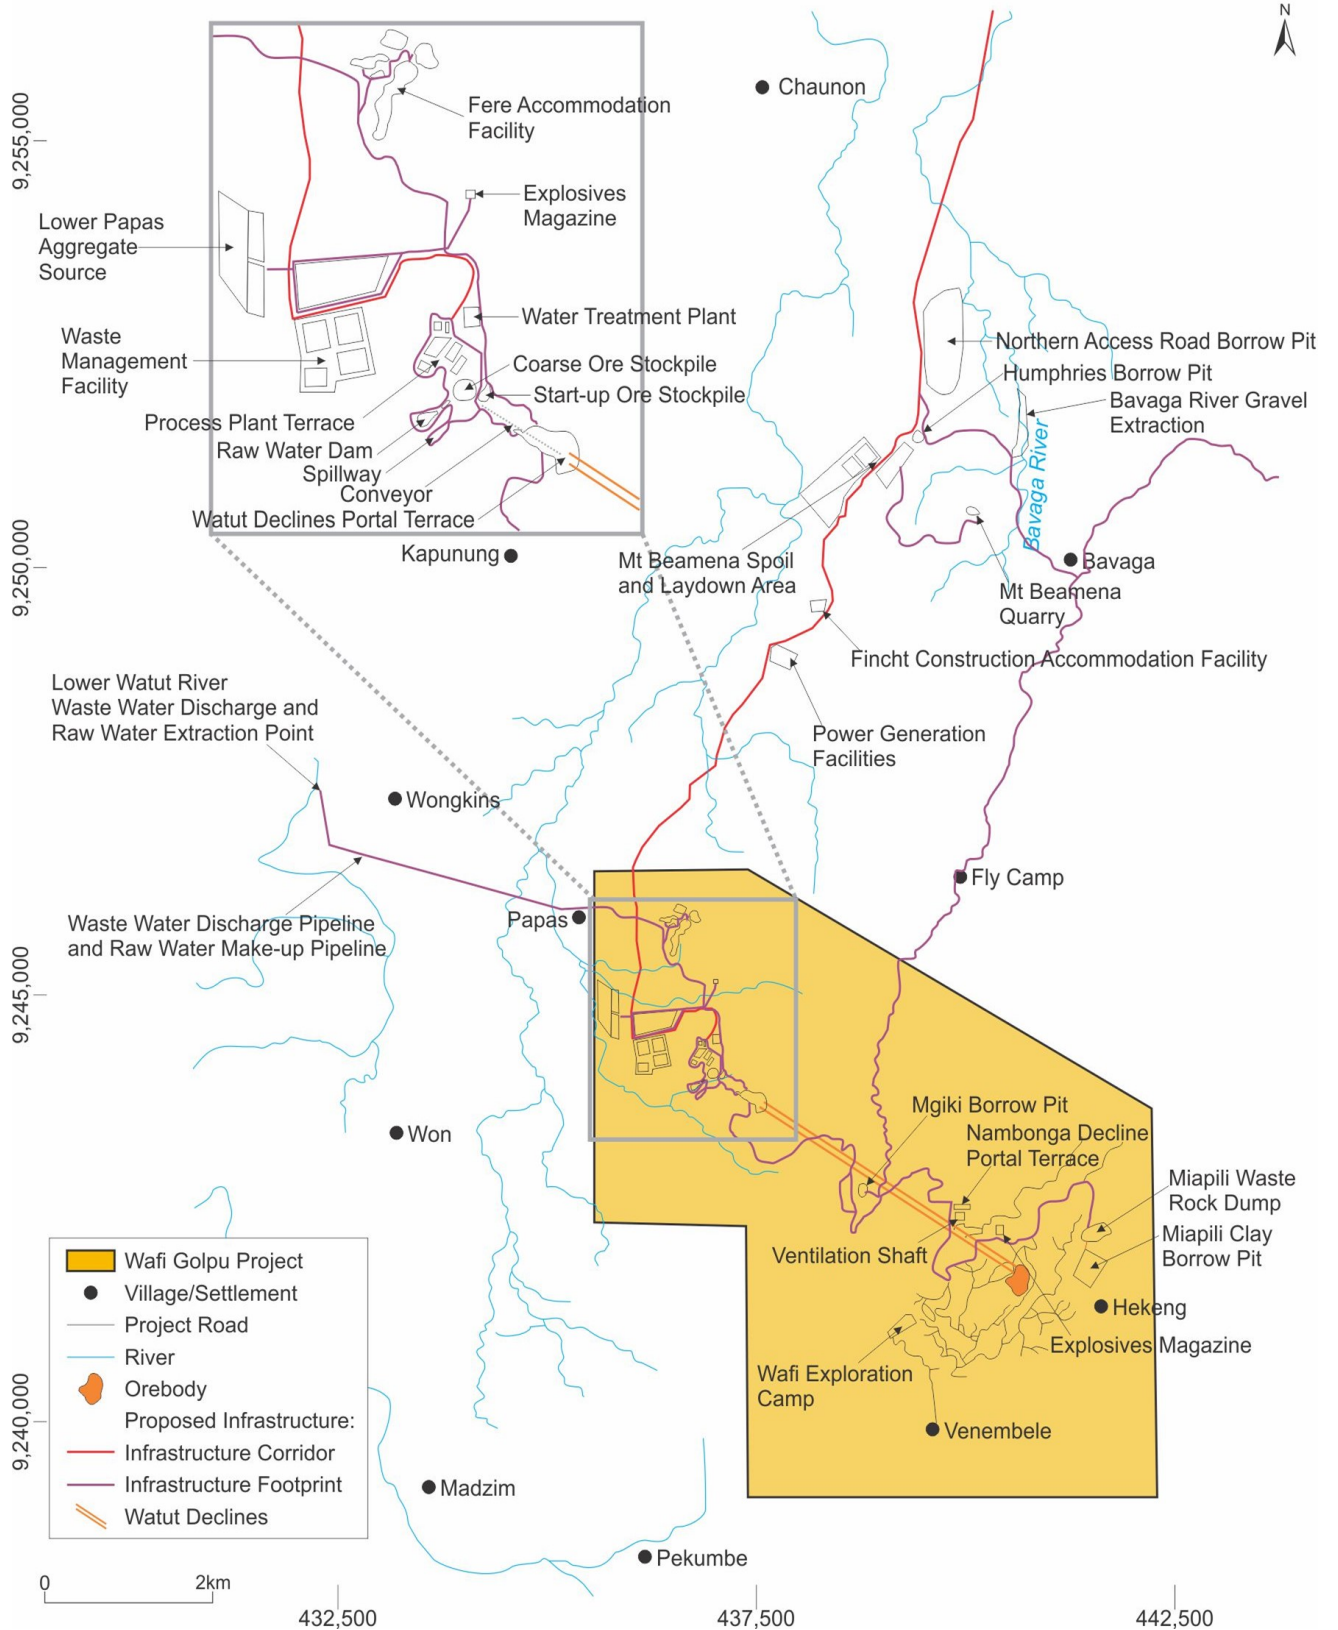 N
9,255,000
Chaunon
Fere Accommodation
Facility
Explosives
Magazine
Lower Papas
Aggregate
Source
Water Treatment Plant
Waste
Management
Facility
Coarse Ore Stockpile
Start-up Ore Stockpile
Process Plant Terrace
Raw Water Dam
Spillway
Conveyor
Watut Declines Portal Terrace
Northern Access Road Borrow Pit
Humphries Borrow Pit
Bavaga River Gravel
Extraction
Bavaga River
Kapunung
9,250,000
Mt Beamena Spoil
and Laydown Area
Bavaga
Mt Beamena
Quarry
Fincht Construction Accommodation Facility
Lower Watut River
Waste Water Discharge and
Raw Water Extraction Point
Power Generation
Facilities
Wongkins
Fly Camp
Papas
Waste Water Discharge Pipeline
and Raw Water Make-up Pipeline
9,245,000
Won
Mgiki Borrow Pit
Nambonga Decline
Portal Terrace
Miapili Waste
Rock Dump
Miapili Clay
Borrow Pit
Ventilation Shaft
Hekeng
Explosives Magazine
Wafi Exploration
Camp
Venembele
9,240,000
Wafi Golpu Project
Village/Settlement
Project Road
River
Orebody
Proposed Infrastructure:
Infrastructure Corridor
Infrastructure Footprint
Watut Declines
Madzim
Pekumbe
0 2km
432,500 437,500 442,500